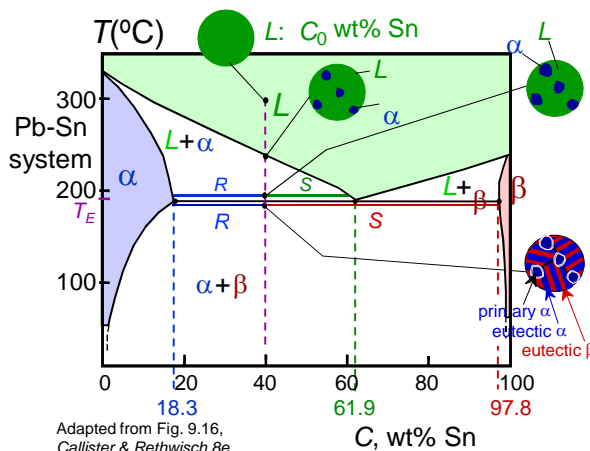 T(ºC)
L: C0 wt% Sn
L
α
L
α
300
L
Pb-Sn
system
L+α
α
200
R
S
L+β
β
TE
R
S
100
α+β
primary α
eutectic α
eutectic β
0
20
40
60
80
100
18.3
61.9
97.8
C, wt% Sn
Adapted from Fig. 9.16,
Callister & Rethwisch 8e